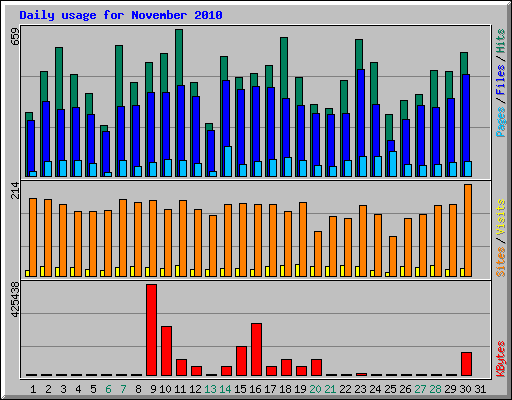 Daily usage for November 2010
659
Pages / Files / Hits
214
Sites / Visits
425438
KBytes
1 2 3 4 5 6 7 8 9 10 11 12 13 14 15 16 17 18 19 20 21 22 23 24 25 26 27 28 29 30 31